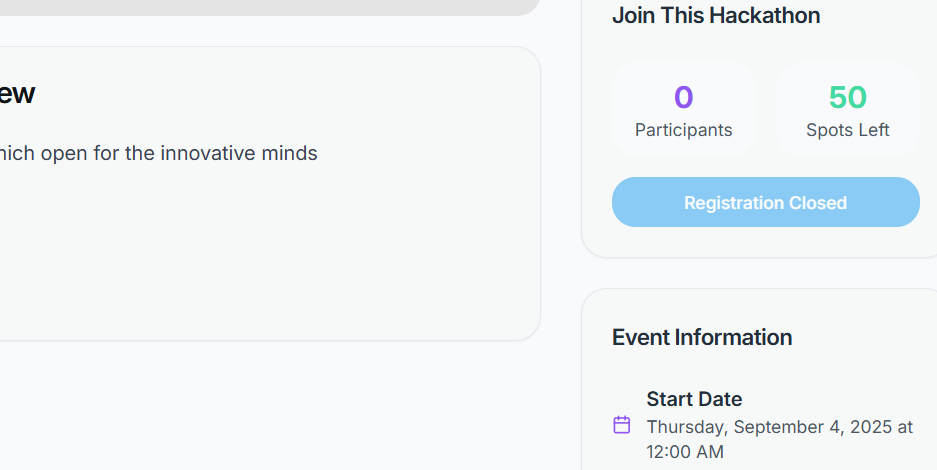 ew
hich open for the innovative minds
Join This Hackathon
0
Participants
50
Spots Left
Registration Closed
Event Information
Start Date
Thursday, September 4, 2025 at
12:00 AM